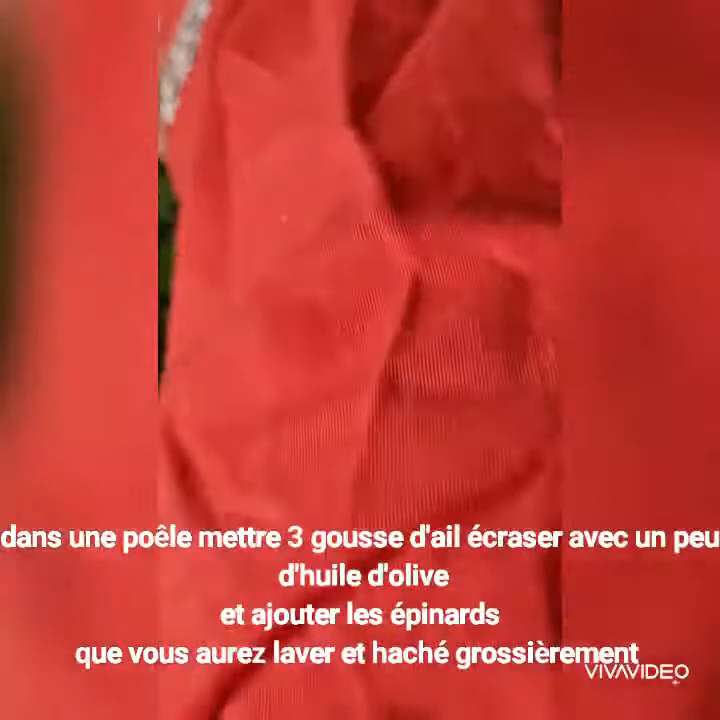 dans une poêle mettre 3 gousse d'ail écraser avec un peu
d'huile d'olive
et ajouter les épinards
que vous aurez laver et haché grossièrement
VIVAVIDEO